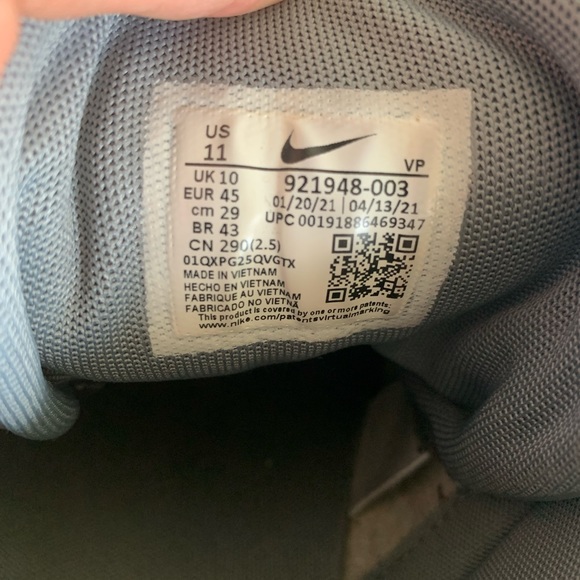 US
11
VP
UK 10
921948-003
EUR 45
01/20/21 | 04/13/21
cm 29
UPC 00191886469347
BR 43
CN 290(2.5)
01QXPG25QVGTX
MADE IN VIETNAM
HECHO EN VIETNAM
FABRIQUE AU VIETNAM
FABRICADO NO VIETNÃ
This product is covered by one or more patents:
www.nike.com/patentsvirtualmarking